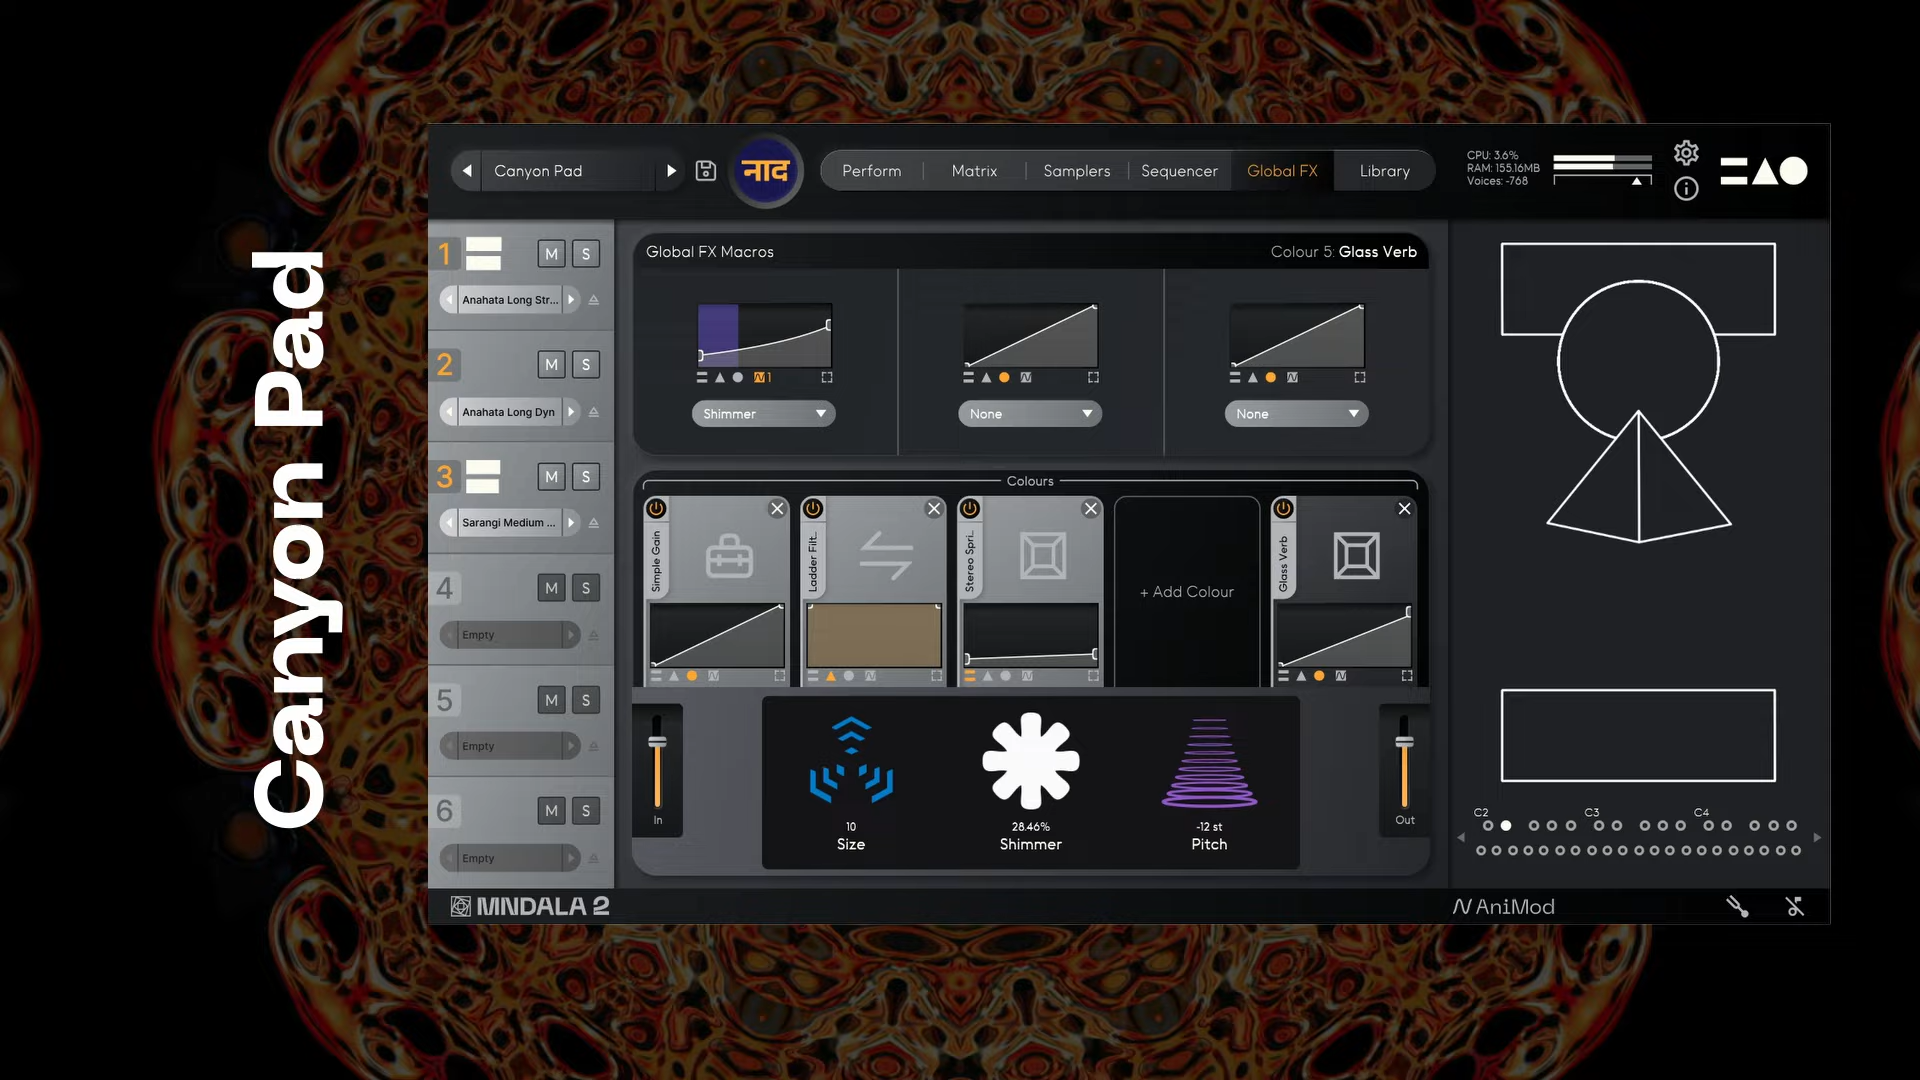 Canyon Pad
Canyon Pad
नाद
Perform
Matrix
Samplers
Sequencer
Global FX
Library
CPU: 3.6%
RAM: 155.16MB
Voices: -768
1
M
S
Anahata Long Str...
2
M
S
Anahata Long Dyn
3
M
S
Sarangi Medium ...
4
M
S
Empty
5
M
S
Empty
6
M
S
Empty
Global FX Macros
Colour 5: Glass Verb
1
Shimmer
None
None
Colours
Simple Gain
Ladder Filt..
Stereo Spri..
+ Add Colour
Glass Verb
In
10
Size
28.46%
Shimmer
-12 st
Pitch
Out
C2
C3
C4
MNDALA 2
AniMod